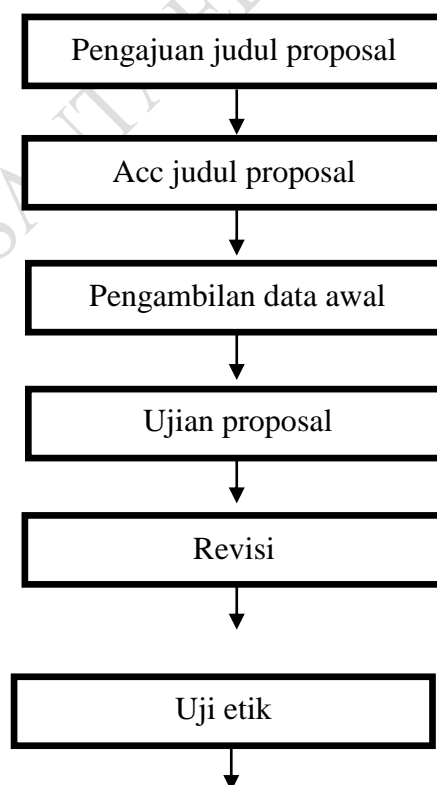 Pengajuan judul proposal
Acc judul proposal
Pengambilan data awal
Ujian proposal
Revisi
Uji etik